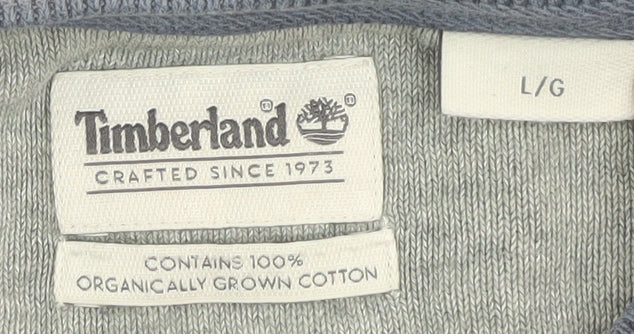 Timberland®
CRAFTED SINCE 1973
CONTAINS 100%
ORGANICALLY GROWN COTTON
L/G